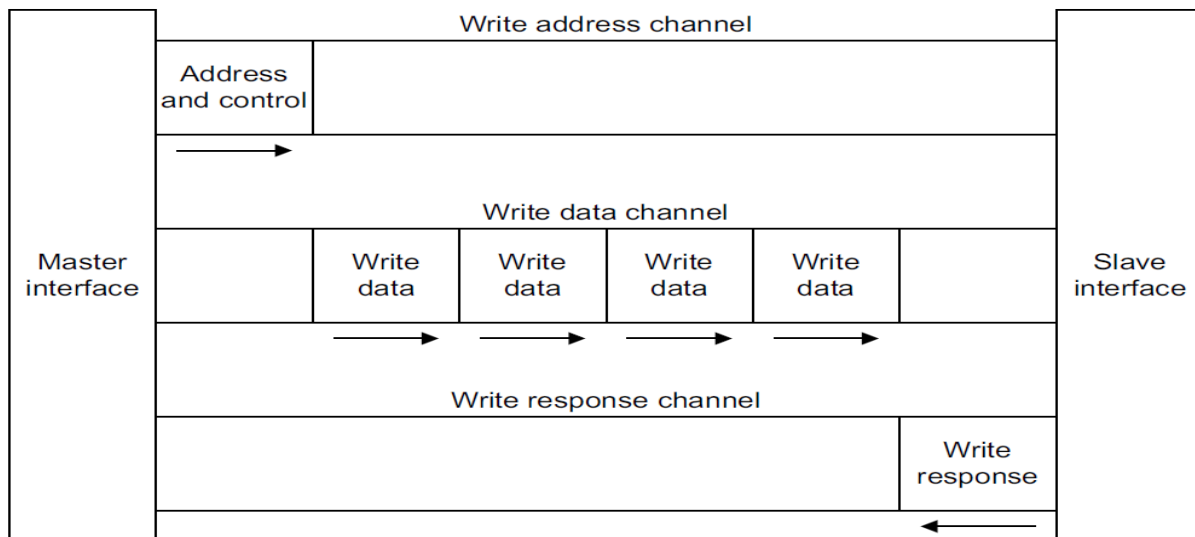 Write address channel
Address
and control
Write data channel
Master
interface
Write
data
Write
data
Write
data
Write
data
Slave
interface
Write response channel
Write
response